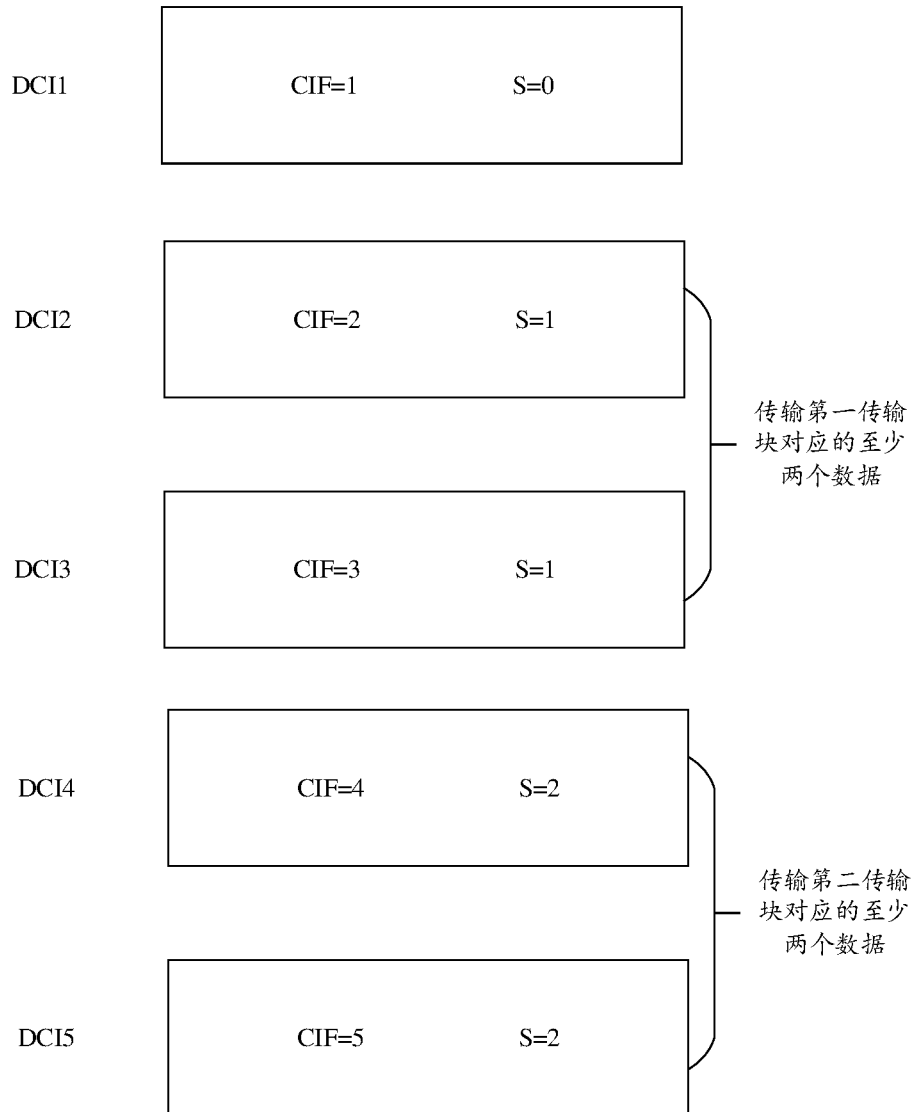 DCI1 CIF=1 S=0
DCI2 CIF=2 S=1
传输第一传输
块对应的至少
两个数据
DCI3 CIF=3 S=1
DCI4 CIF=4 S=2
传输第二传输
块对应的至少
两个数据
DCI5 CIF=5 S=2